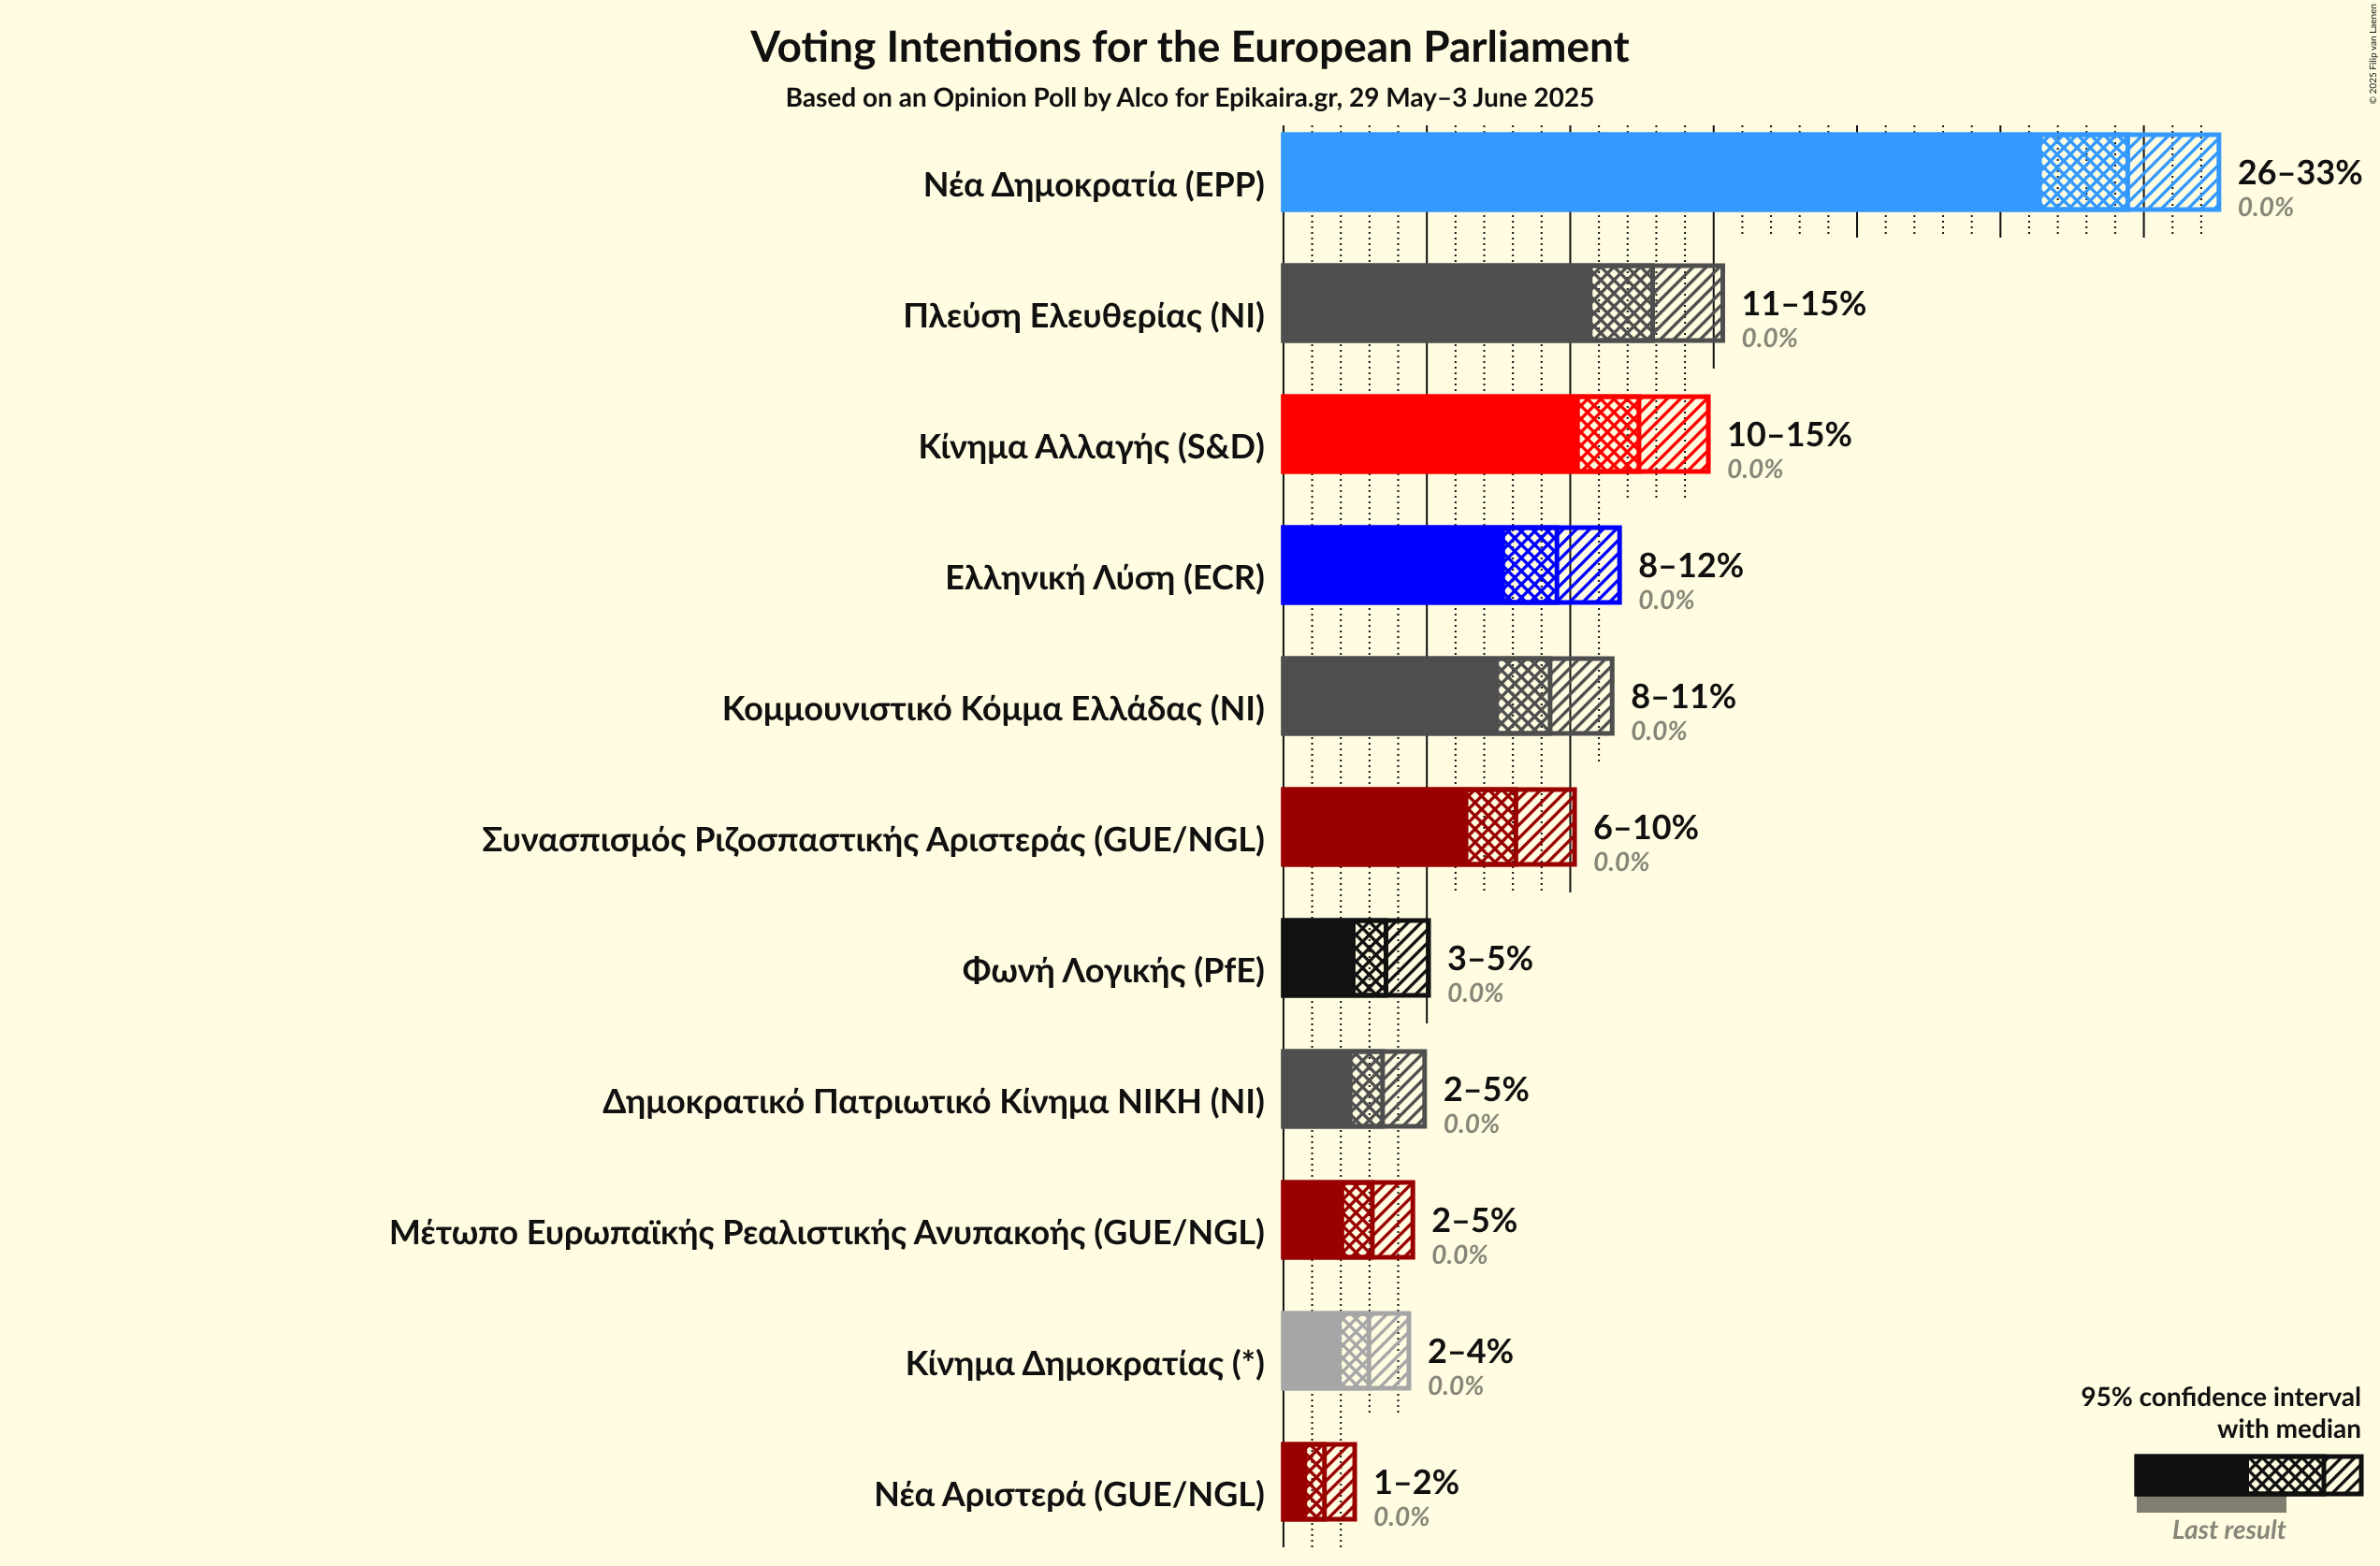 Voting Intentions for the European Parliament
Based on an Opinion Poll by Alco for Epikaira.gr, 29 May–3 June 2025
© 2025 Filip van Laenen
Νέα Δημοκρατία (EPP)
26–33%
0.0%
Πλεύση Ελευθερίας (NI)
11–15%
0.0%
Κίνημα Αλλαγής (S&D)
10–15%
0.0%
Ελληνική Λύση (ECR)
8–12%
0.0%
Κομμουνιστικό Κόμμα Ελλάδας (NI)
8–11%
0.0%
Συνασπισμός Ριζοσπαστικής Αριστεράς (GUE/NGL)
6–10%
0.0%
Φωνή Λογικής (PfE)
3–5%
0.0%
Δημοκρατικό Πατριωτικό Κίνημα ΝΙΚΗ (NI)
2–5%
0.0%
Μέτωπο Ευρωπαϊκής Ρεαλιστικής Ανυπακοής (GUE/NGL)
2–5%
0.0%
Κίνημα Δημοκρατίας (*)
2–4%
0.0%
Νέα Αριστερά (GUE/NGL)
1–2%
0.0%
95% confidence interval
with median
Last result